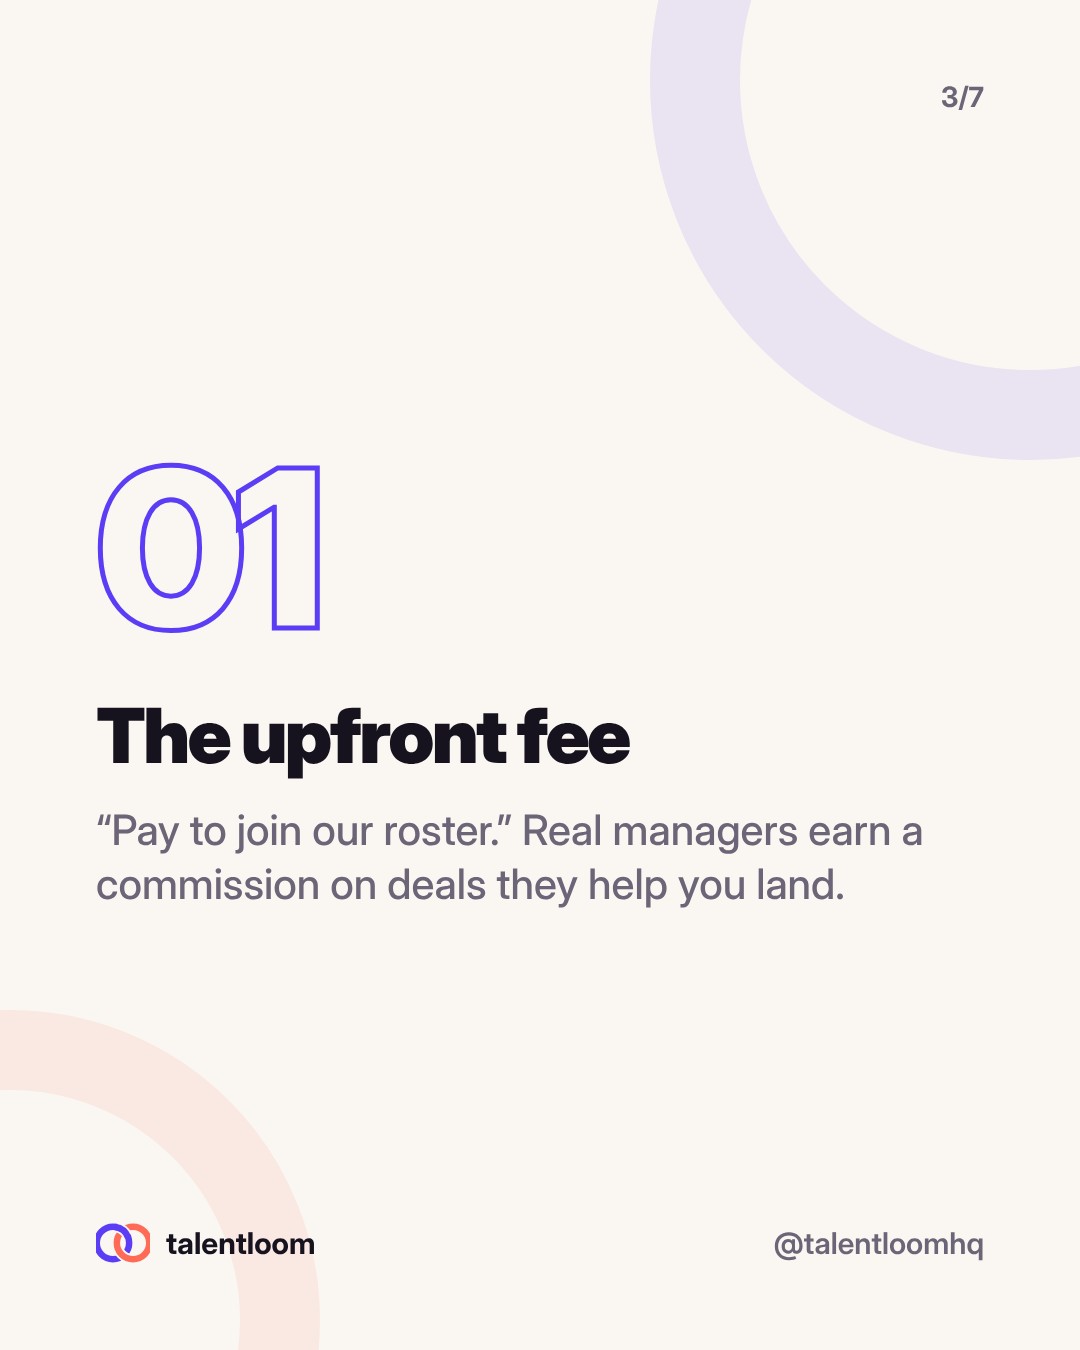 3/7
01
The upfront fee
“Pay to join our roster.” Real managers earn a
commission on deals they help you land.
talentloom
@talentloomhq